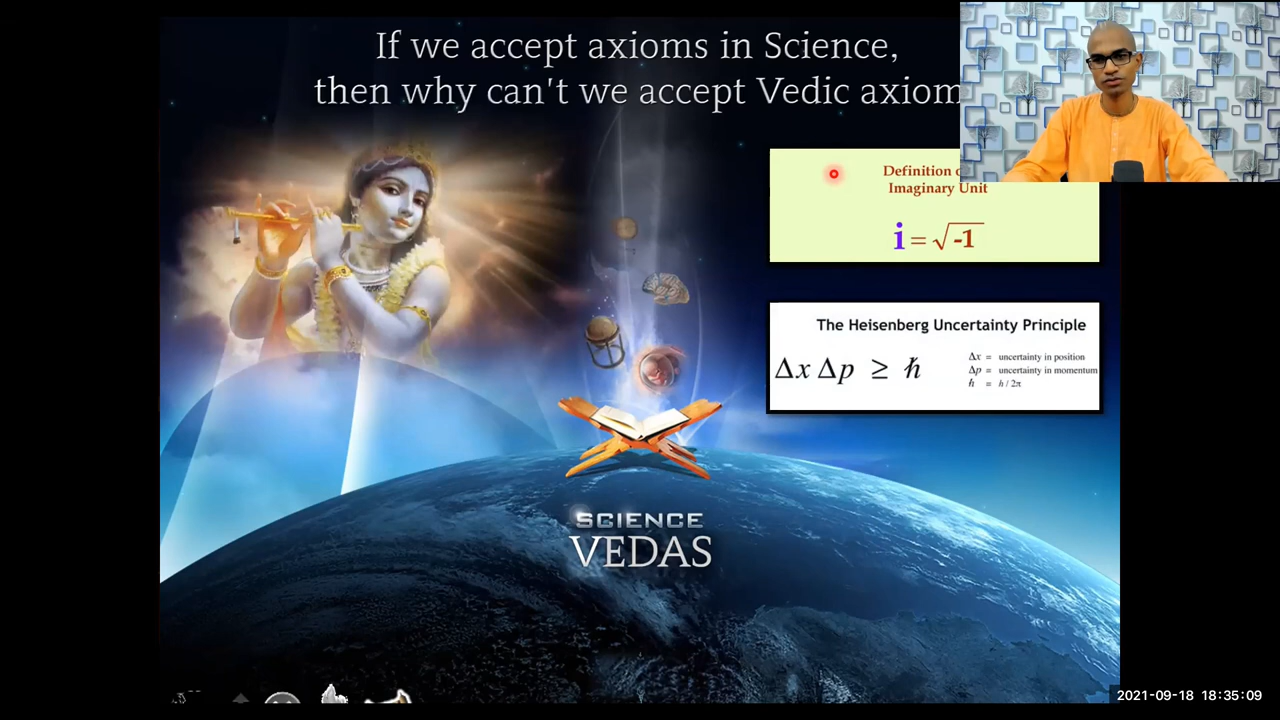 If we accept axioms in Science,
then why can't we accept Vedic axiom
Definition
Imaginary Unit
i = √-1
The Heisenberg Uncertainty Principle
Δx Δp ≥ ħ
Δx = uncertainty in position
Δp = uncertainty in momentum
ħ = h / 2π
SCIENCE
VEDAS
2021-09-18 18:35:09